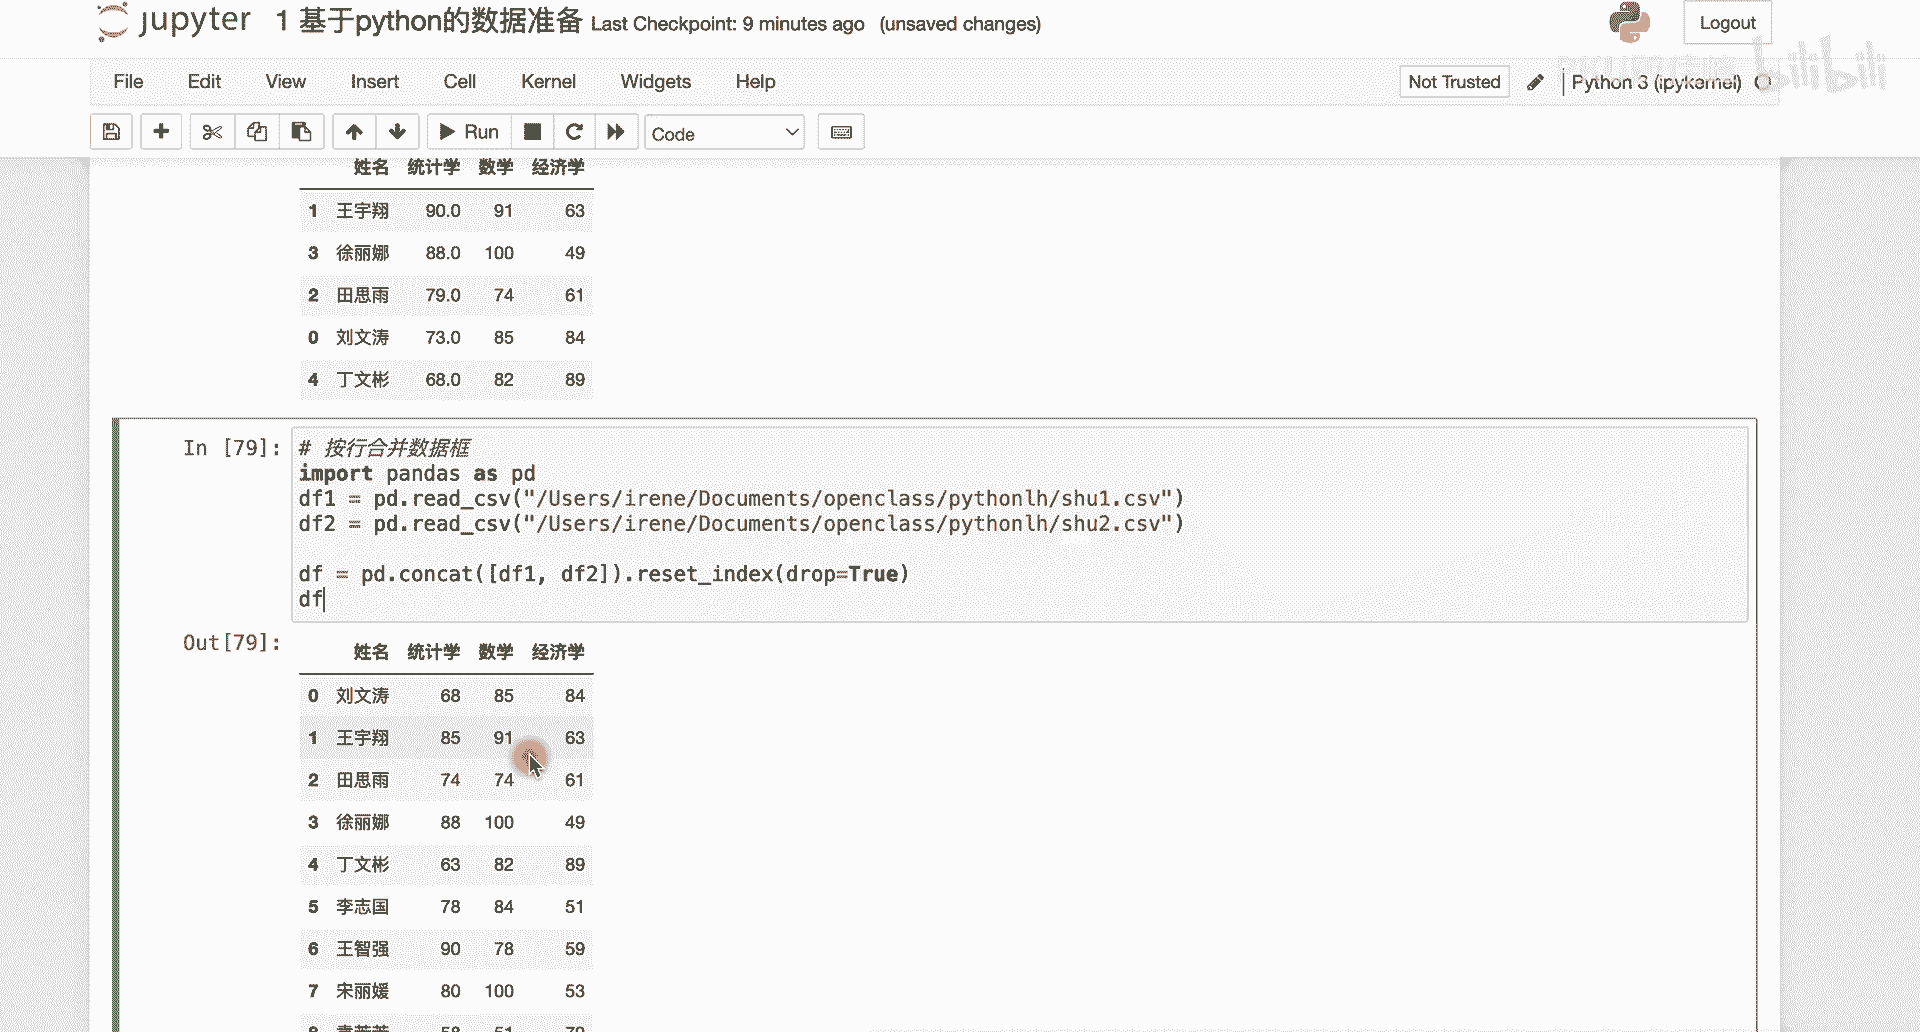 jupyter 1 基于python的数据准备 Last Checkpoint: 9 minutes ago (unsaved changes)
Logout
bilibili
File Edit View Insert Cell Kernel Widgets Help
Not Trusted Python 3 (ipykernel)
Run Code
姓名 统计学 数学 经济学
1 王宇翔 90.0 91 63
3 徐丽娜 88.0 100 49
2 田思雨 79.0 74 61
0 刘文涛 73.0 85 84
4 丁文彬 68.0 82 89
In [79]:
# 按行合并数据框
import pandas as pd
df1 = pd.read_csv("/Users/irene/Documents/openclass/pythonlh/shu1.csv")
df2 = pd.read_csv("/Users/irene/Documents/openclass/pythonlh/shu2.csv")
df = pd.concat([df1, df2]).reset_index(drop=True)
df
Out[79]:
姓名 统计学 数学 经济学
0 刘文涛 68 85 84
1 王宇翔 85 91 63
2 田思雨 74 74 61
3 徐丽娜 88 100 49
4 丁文彬 63 82 89
5 李志国 78 84 51
6 王智强 90 78 59
7 宋丽媛 80 100 53